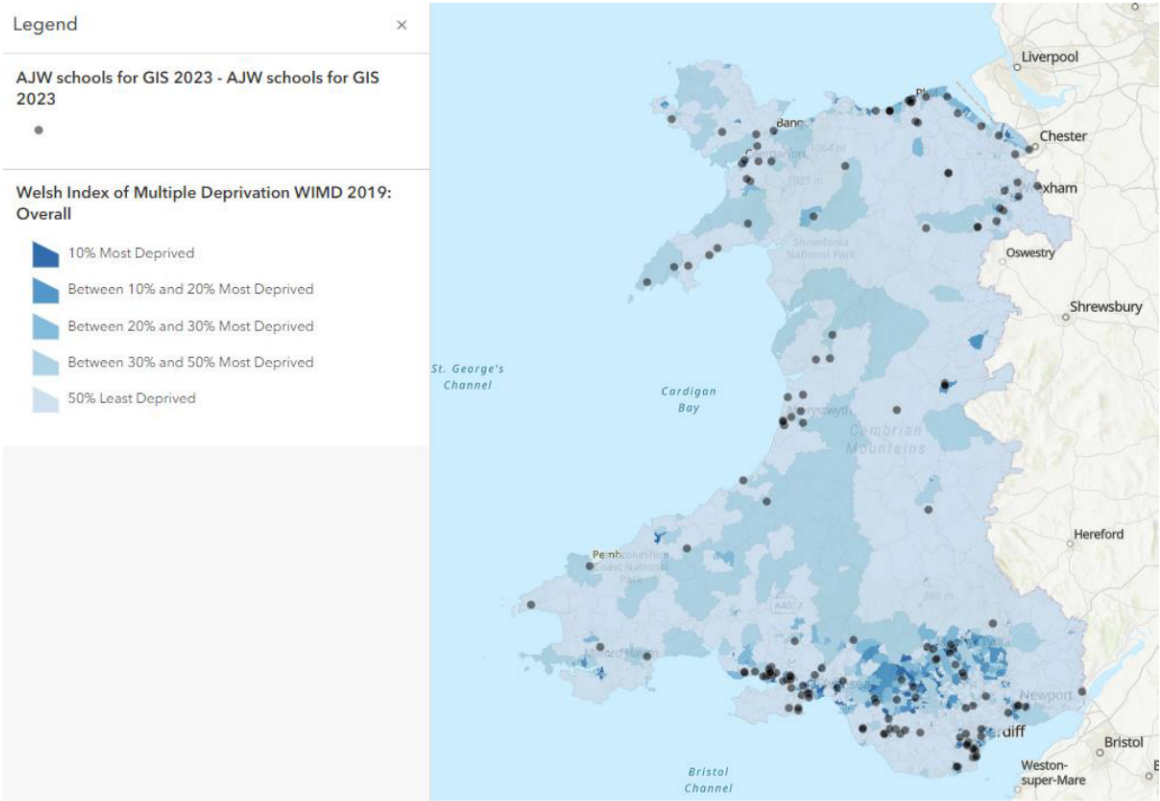 Legend
×
AJW schools for GIS 2023 - AJW schools for GIS
2023
Welsh Index of Multiple Deprivation WIMD 2019:
Overall
10% Most Deprived
Between 10% and 20% Most Deprived
Between 20% and 30% Most Deprived
Between 30% and 50% Most Deprived
50% Least Deprived
Liverpool
Chester
Oswestry
Snowdonia
National Park
Shrewsbury
St. George's
Channel
Cardigan
Bay
Cambrian
Mountains
Hereford
Coast National
Park
A40
Newport
Bristol
Weston-
super-Mare
Bristol
Channel